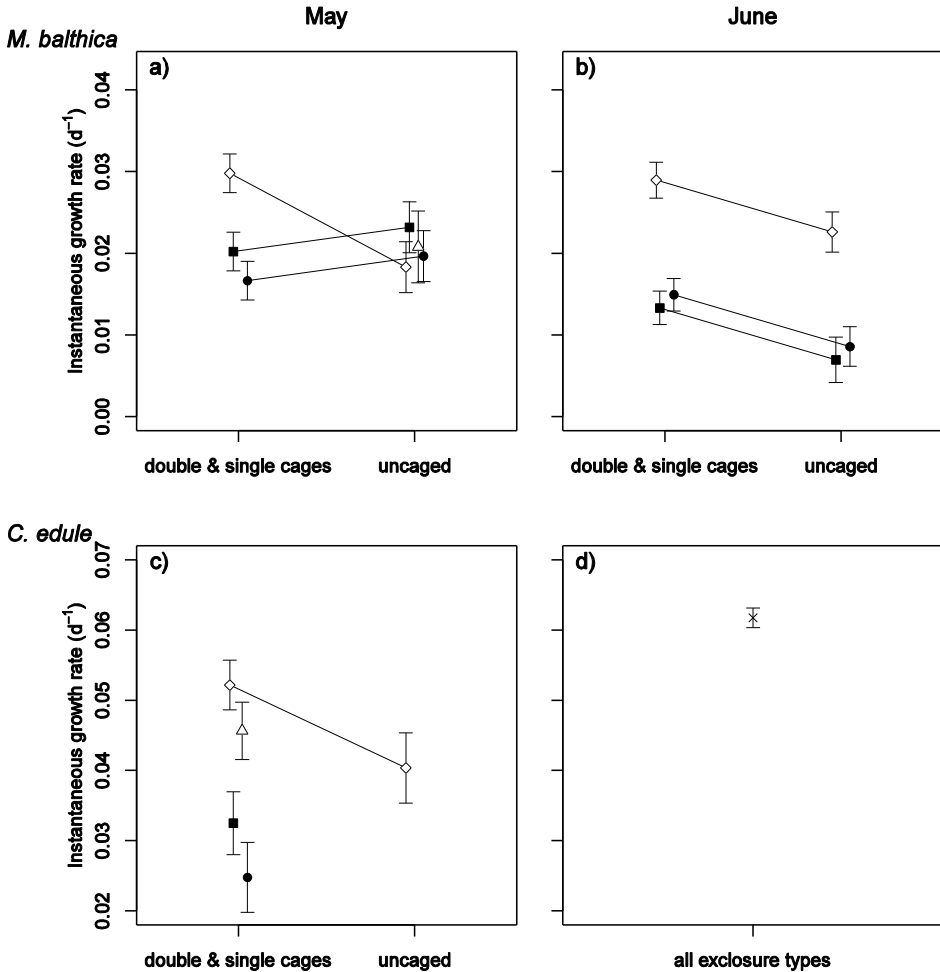 May
June
M. balthica
a)
b)
Instantaneous growth rate (d⁻¹)
0.04
0.03
0.02
0.01
0.00
double & single cages
uncaged
double & single cages
uncaged
C. edule
c)
d)
Instantaneous growth rate (d⁻¹)
0.07
0.06
0.05
0.04
0.03
0.02
double & single cages
uncaged
all exclosure types